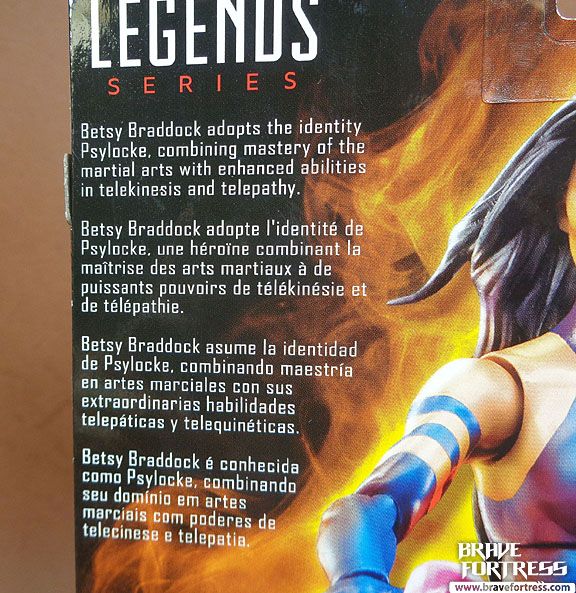 LEGENDS
SERIES
Betsy Braddock adopts the identity
Psylocke, combining mastery of the
martial arts with enhanced abilities
in telekinesis and telepathy.
Betsy Braddock adopte l'identité de
Psylocke, une héroïne combinant la
maîtrise des arts martiaux à de
puissants pouvoirs de télékinésie et
de télépathie.
Betsy Braddock asume la identidad
de Psylocke, combinando maestría
en artes marciales con sus
extraordinarias habilidades
telepáticas y telequinéticas.
Betsy Braddock é conhecida
como Psylocke, combinando
seu domínio em artes
marciais com poderes de
telecinese e telepatia.
BRAVE
FORTRESS
www.bravefortress.com